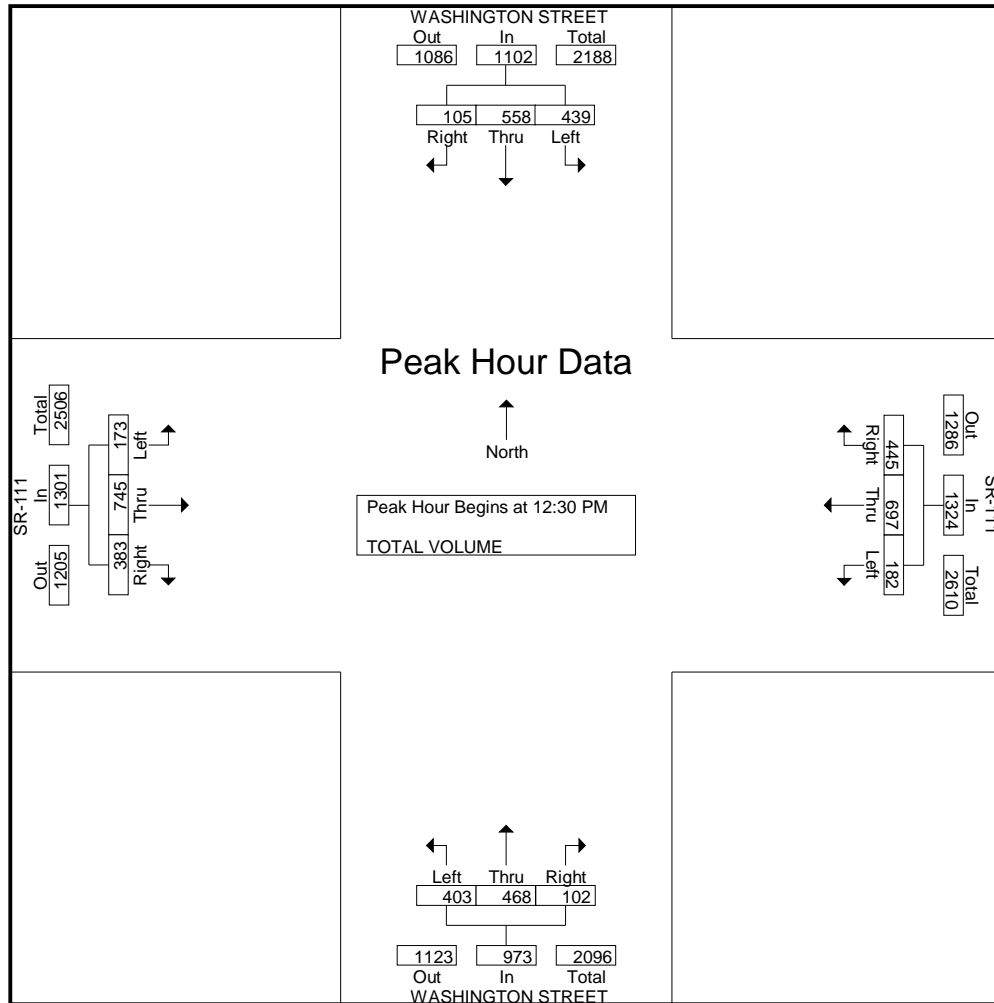 WASHINGTON STREET
Out In Total
1086 1102 2188
105 558 439
Right Thru Left
Peak Hour Data
North
Peak Hour Begins at 12:30 PM
TOTAL VOLUME
SR-111
Out In Total
1205 1301 2506
383 745 173
Right Thru Left
SR-111
Out In Total
1286 1324 2610
445 697 182
Right Thru Left
Left Thru Right
403 468 102
1123 973 2096
Out In Total
WASHINGTON STREET